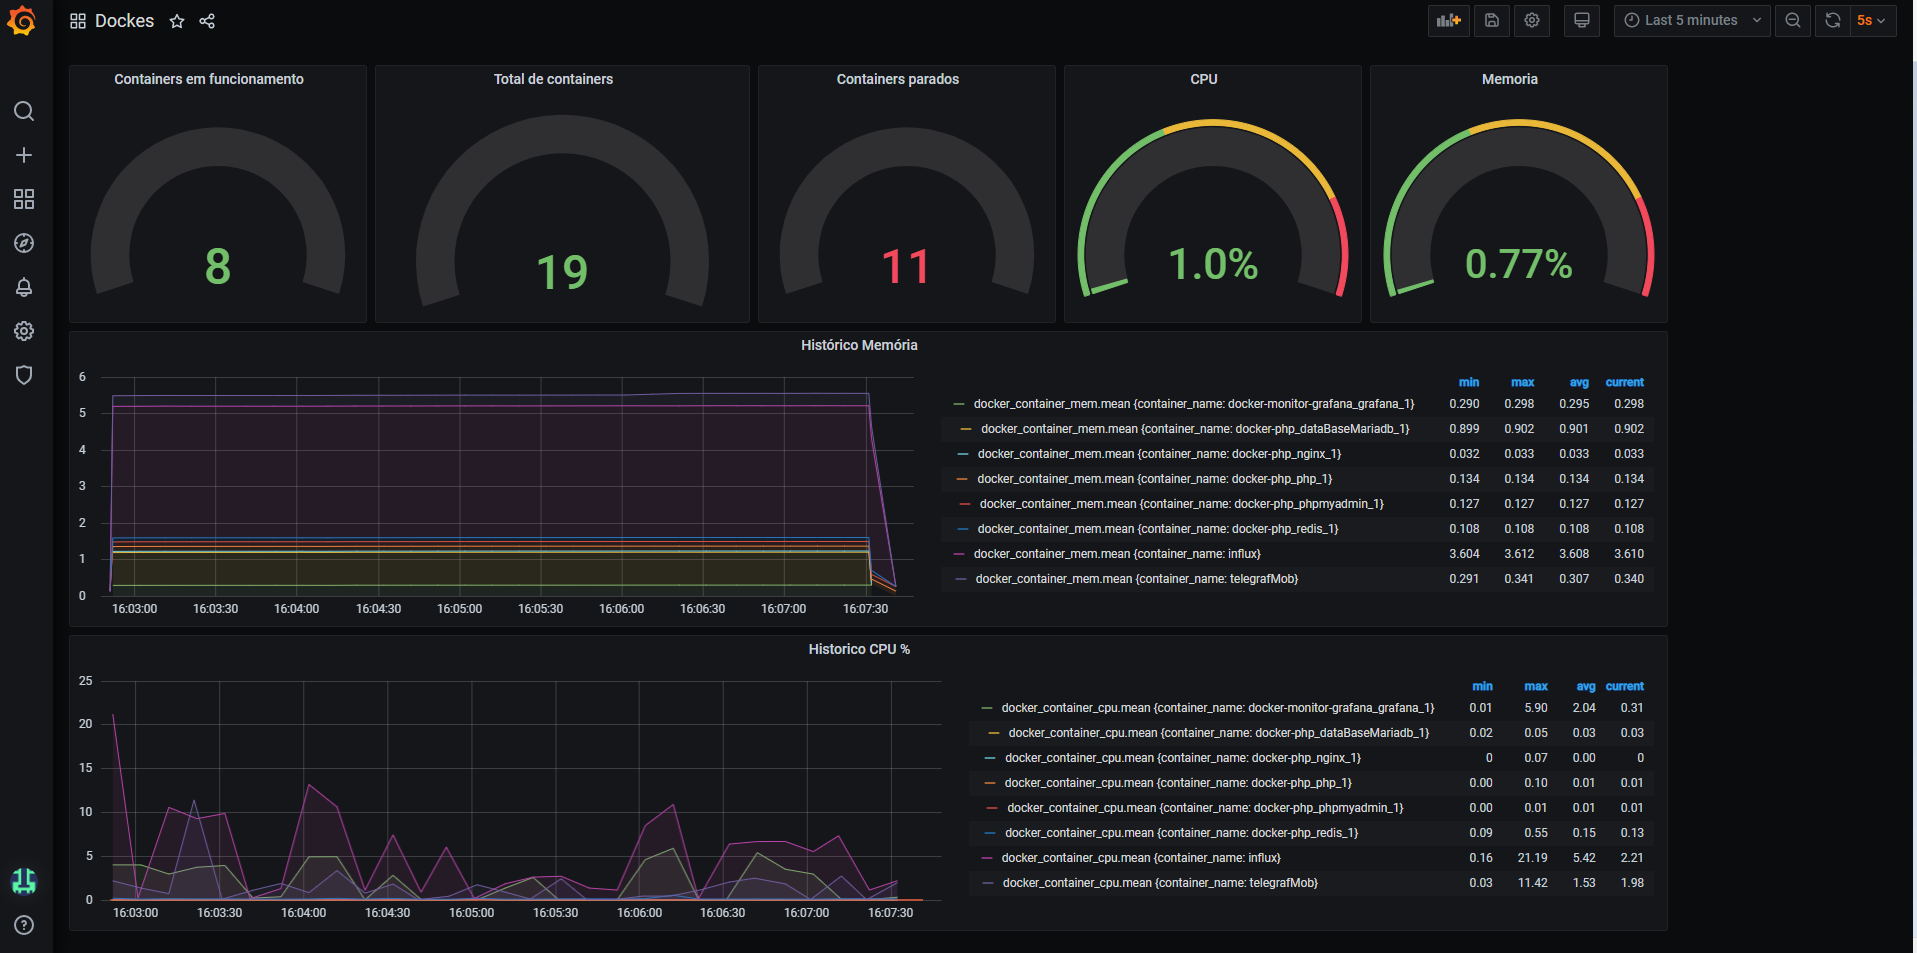 Dockes
Last 5 minutes
5s
Containers em funcionamento
8
Total de containers
19
Containers parados
11
CPU
1.0%
Memoria
0.77%
Histórico Memória
6
5
4
3
2
1
0
16:03:00 16:03:30 16:04:00 16:04:30 16:05:00 16:05:30 16:06:00 16:06:30 16:07:00 16:07:30
min max avg current
docker_container_mem.mean {container_name: docker-monitor-grafana_grafana_1} 0.290 0.298 0.295 0.298
docker_container_mem.mean {container_name: docker-php_dataBaseMariadb_1} 0.899 0.902 0.901 0.902
docker_container_mem.mean {container_name: docker-php_nginx_1} 0.032 0.033 0.033 0.033
docker_container_mem.mean {container_name: docker-php_php_1} 0.134 0.134 0.134 0.134
docker_container_mem.mean {container_name: docker-php_phpmyadmin_1} 0.127 0.127 0.127 0.127
docker_container_mem.mean {container_name: docker-php_redis_1} 0.108 0.108 0.108 0.108
docker_container_mem.mean {container_name: influx} 3.604 3.612 3.608 3.610
docker_container_mem.mean {container_name: telegrafMob} 0.291 0.341 0.307 0.340
Historico CPU %
25
20
15
10
5
0
16:03:00 16:03:30 16:04:00 16:04:30 16:05:00 16:05:30 16:06:00 16:06:30 16:07:00 16:07:30
min max avg current
docker_container_cpu.mean {container_name: docker-monitor-grafana_grafana_1} 0.01 5.90 2.04 0.31
docker_container_cpu.mean {container_name: docker-php_dataBaseMariadb_1} 0.02 0.05 0.03 0.03
docker_container_cpu.mean {container_name: docker-php_nginx_1} 0 0.07 0.00 0
docker_container_cpu.mean {container_name: docker-php_php_1} 0.00 0.10 0.01 0.01
docker_container_cpu.mean {container_name: docker-php_phpmyadmin_1} 0.00 0.01 0.01 0.01
docker_container_cpu.mean {container_name: docker-php_redis_1} 0.09 0.55 0.15 0.13
docker_container_cpu.mean {container_name: influx} 0.16 21.19 5.42 2.21
docker_container_cpu.mean {container_name: telegrafMob} 0.03 11.42 1.53 1.98